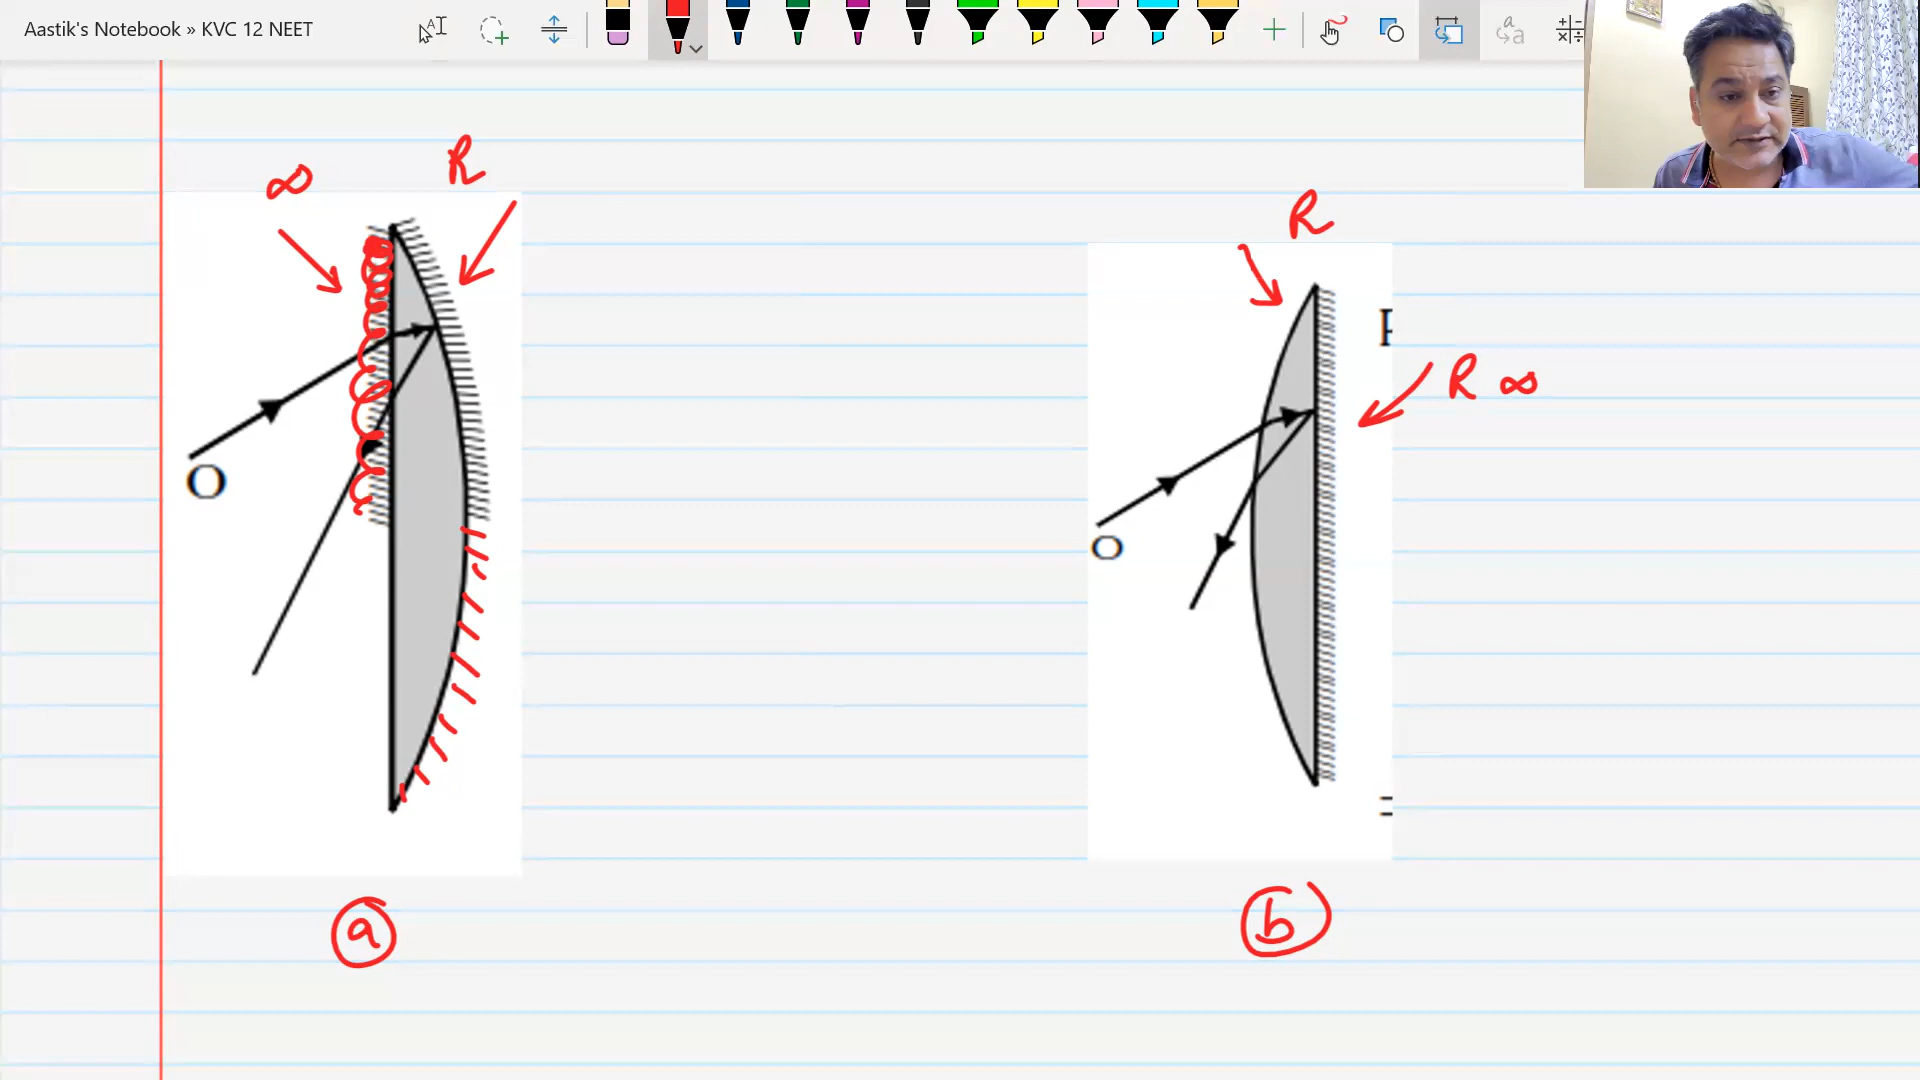 Aastik's Notebook » KVC 12 NEET
∞
R
O
a
R
R ∞
O
b